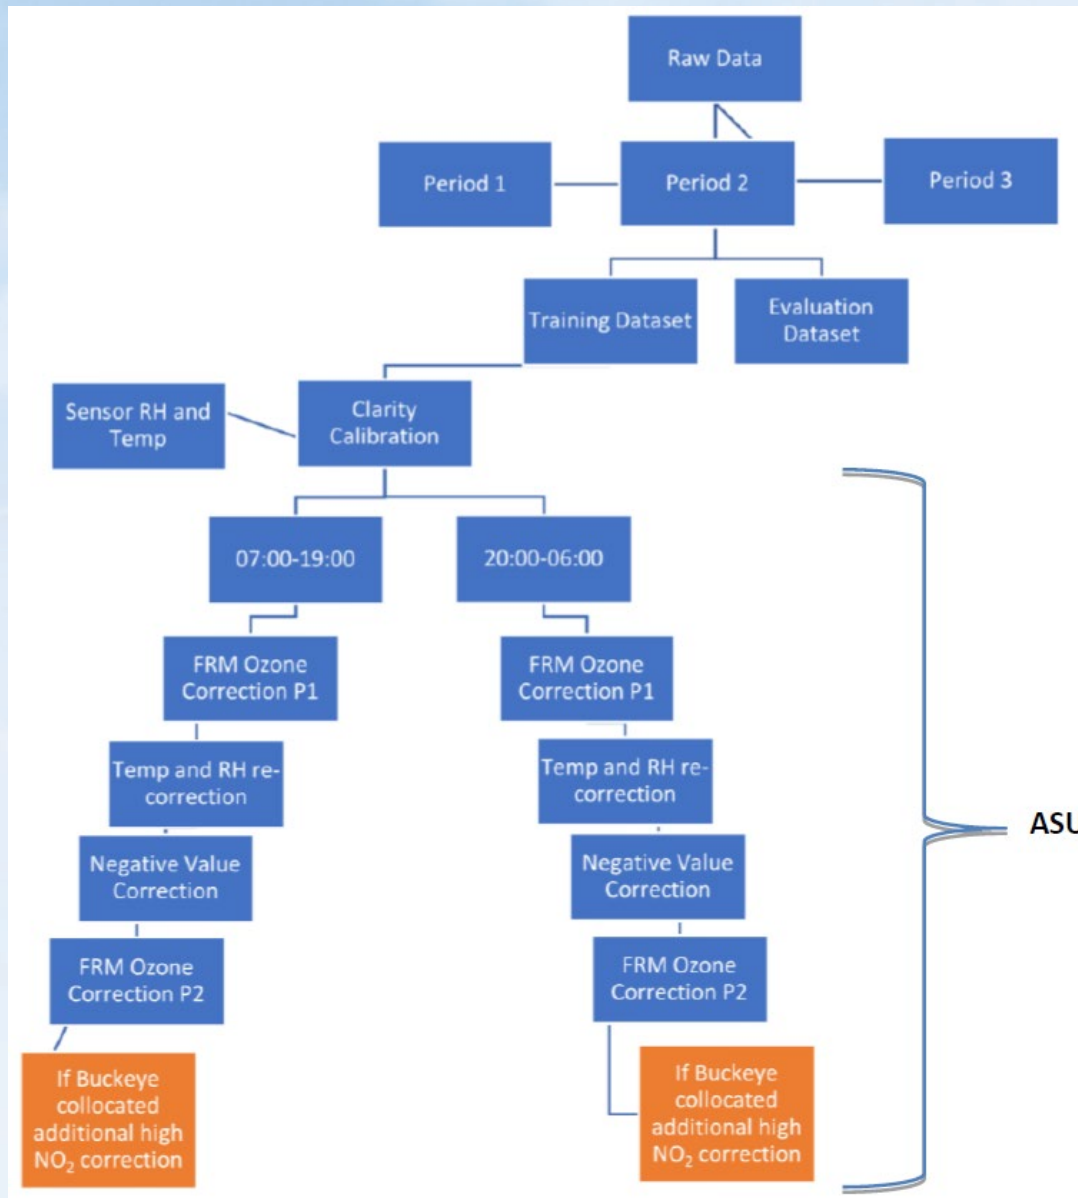 Raw Data
Period 1
Period 2
Period 3
Training Dataset
Evaluation
Dataset
Sensor RH and
Temp
Clarity
Calibration
07:00-19:00
20:00-06:00
FRM Ozone
Correction P1
FRM Ozone
Correction P1
Temp and RH re-
correction
Temp and RH re-
correction
Negative Value
Correction
Negative Value
Correction
FRM Ozone
Correction P2
FRM Ozone
Correction P2
If Buckeye
collocated
additional high
NO₂ correction
If Buckeye
collocated
additional high
NO₂ correction
ASU